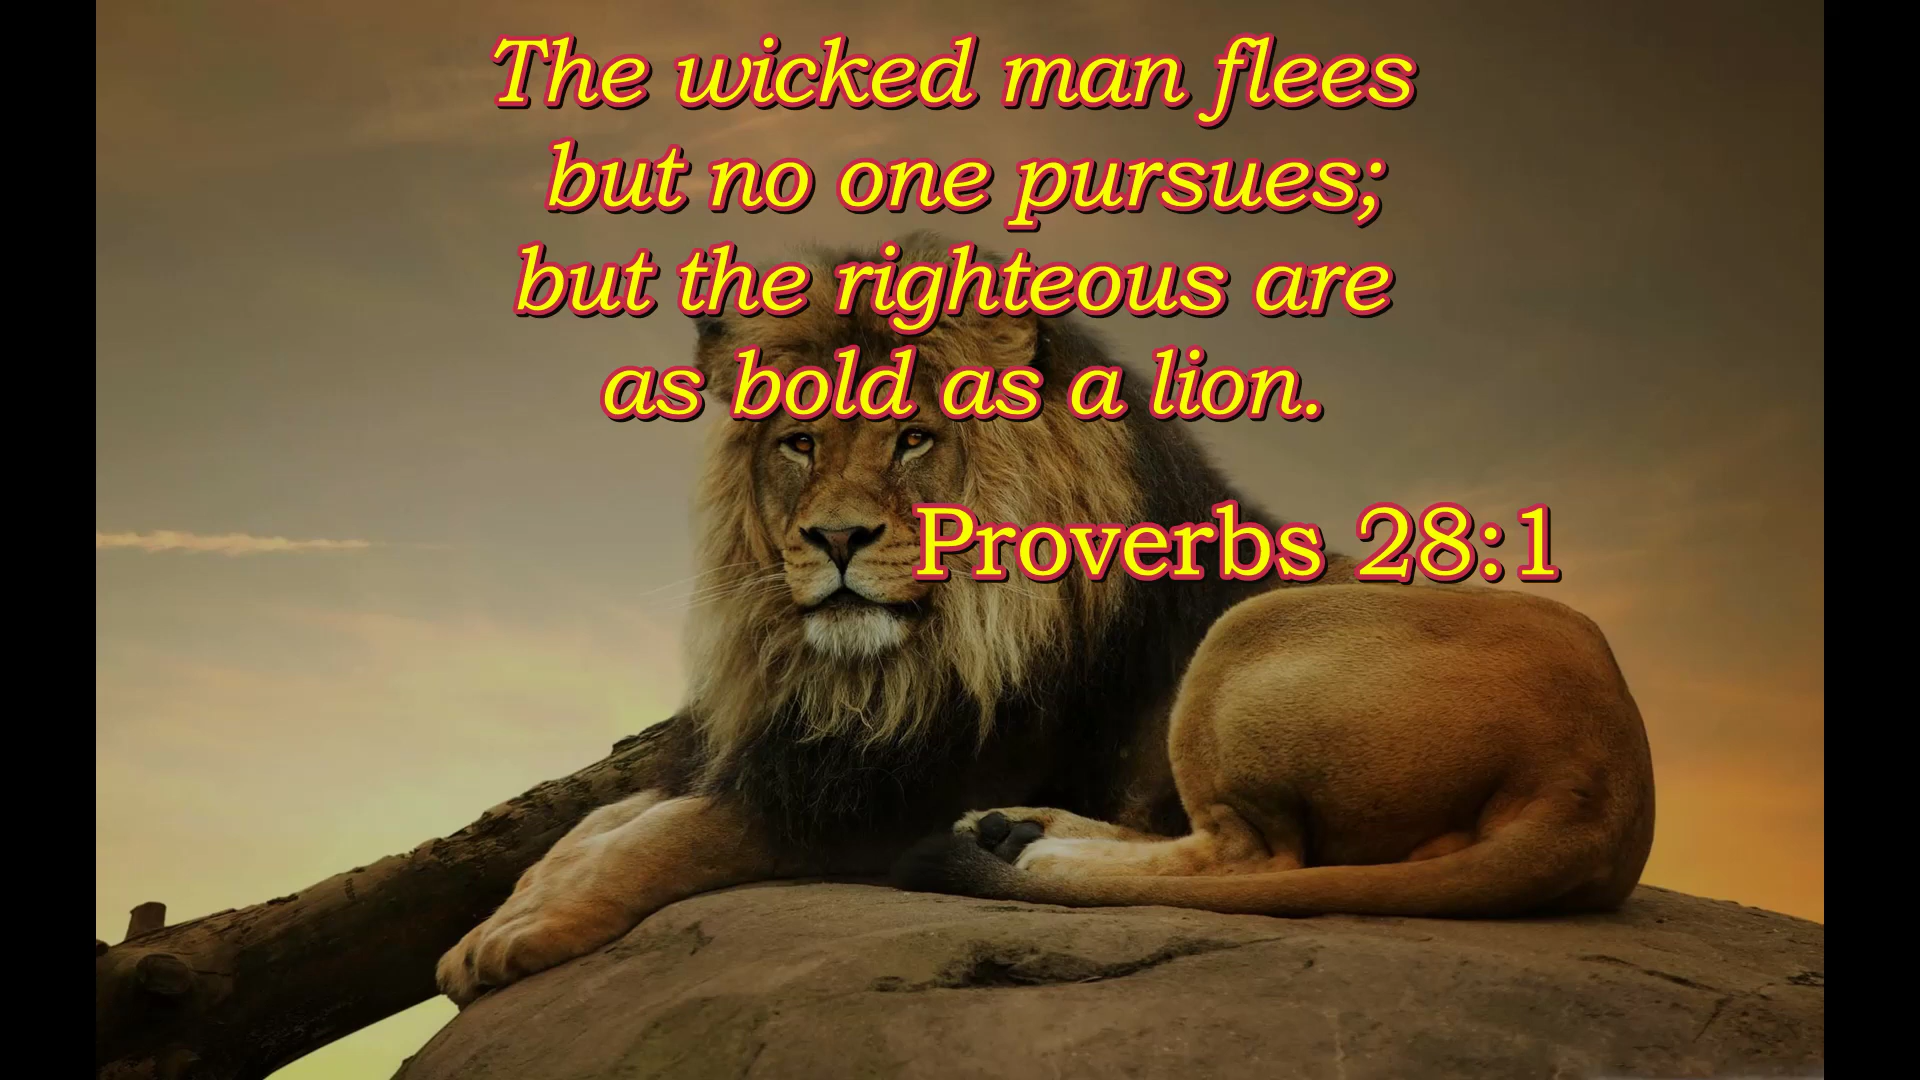 The wicked man flees
but no one pursues;
but the righteous are
as bold as a lion.
Proverbs 28:1